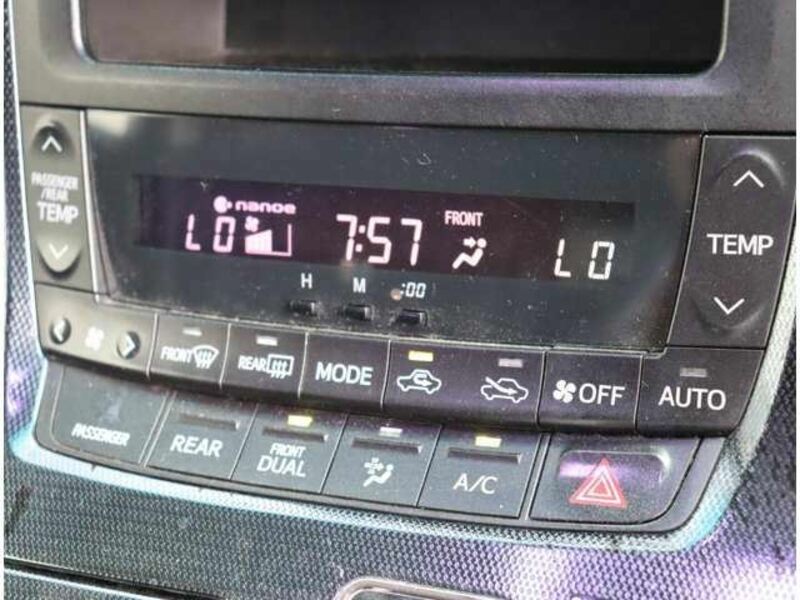 nanoe
LO 7:57 FRONT LO
H M :00
PASSENGER
/REAR
TEMP
TEMP
FRONT REAR MODE OFF AUTO
PASSENGER REAR FRONT DUAL A/C